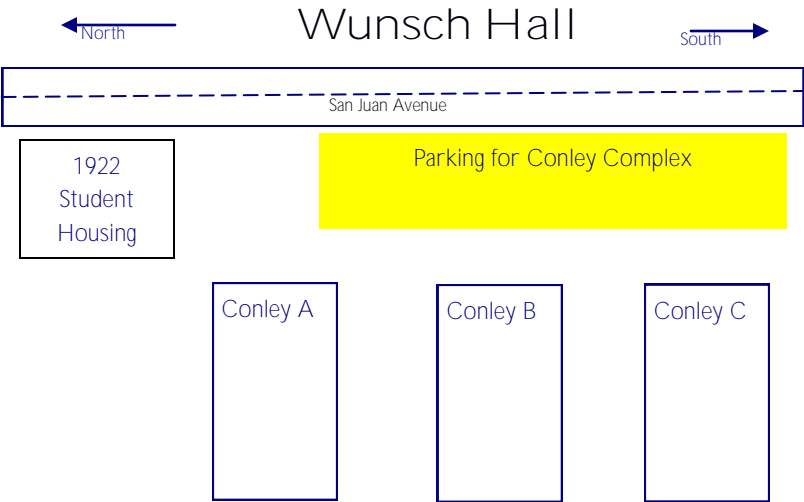 North
Wunsch Hall
South
San Juan Avenue
1922
Student
Housing
Parking for Conley Complex
Conley A
Conley B
Conley C